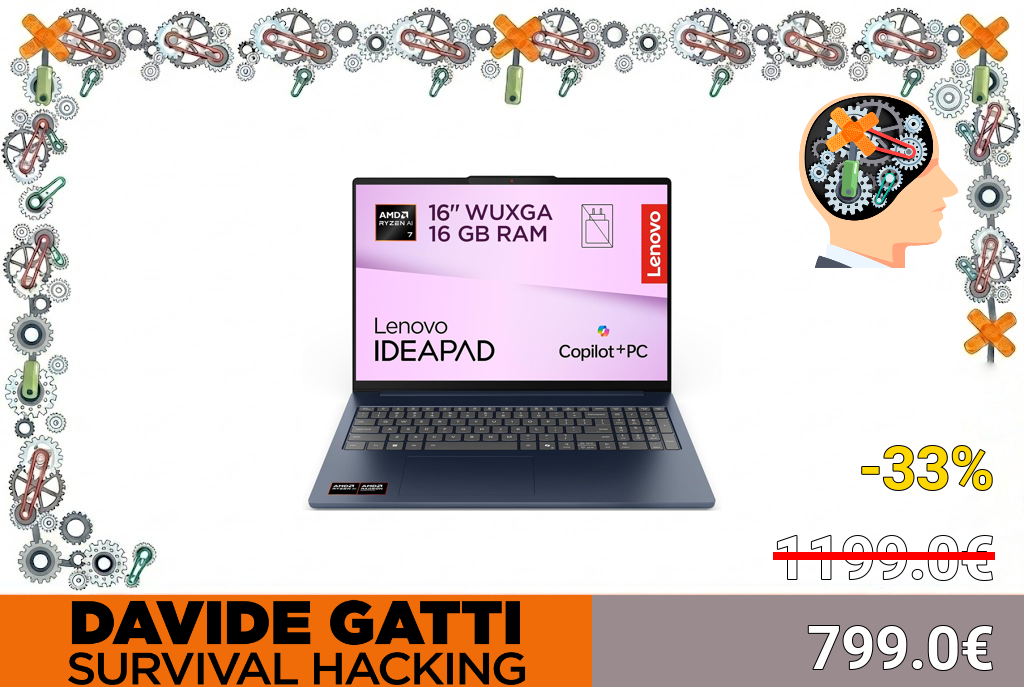 AMD
RYZEN AI
7
16" WUXGA
16 GB RAM
Lenovo
Lenovo
IDEAPAD
Copilot+PC
-33%
1199.0€
DAVIDE GATTI
SURVIVAL HACKING
799.0€